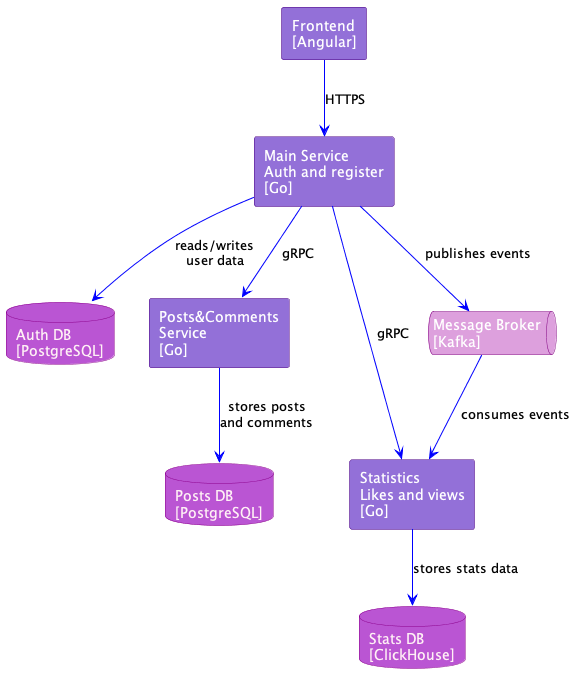 Frontend
[Angular]
HTTPS
Main Service
Auth and register
[Go]
reads/writes
user data
gRPC
publishes events
Auth DB
[PostgreSQL]
Posts&Comments
Service
[Go]
gRPC
Message Broker
[Kafka]
stores posts
and comments
consumes events
Posts DB
[PostgreSQL]
Statistics
Likes and views
[Go]
stores stats data
Stats DB
[ClickHouse]